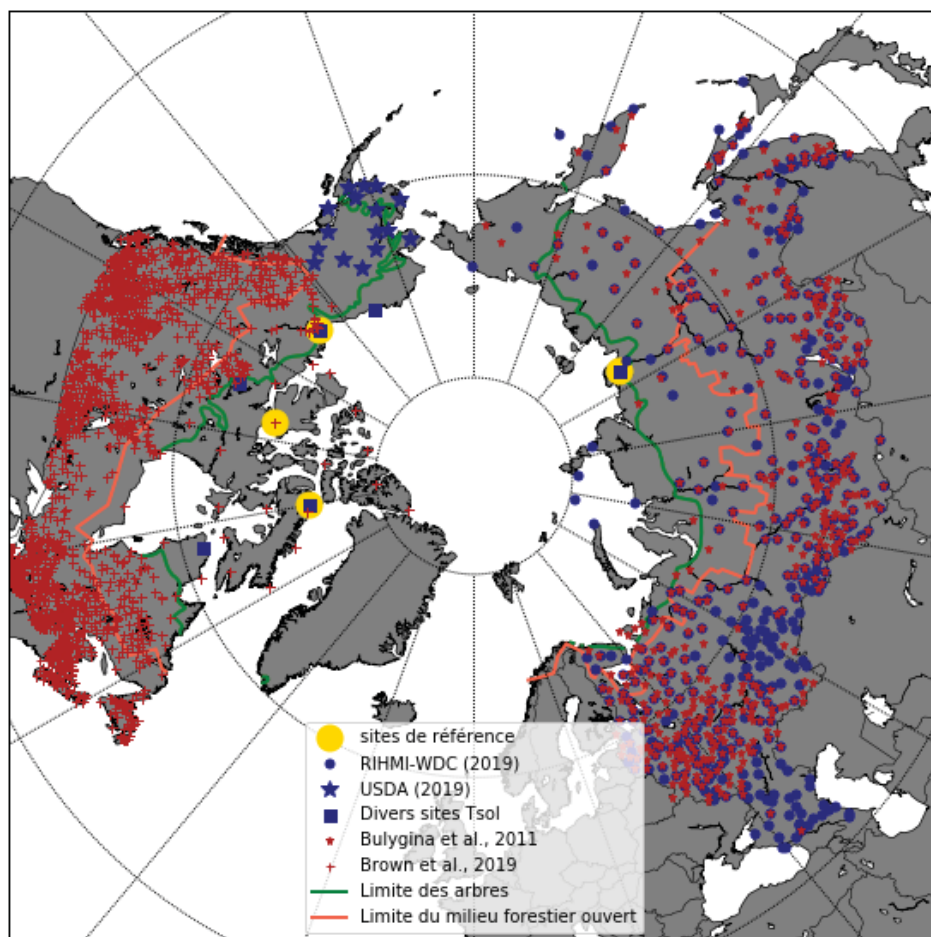 sites de référence
RIHMI-WDC (2019)
USDA (2019)
Divers sites Tsol
Bulygina et al., 2011
Brown et al., 2019
Limite des arbres
Limite du milieu forestier ouvert